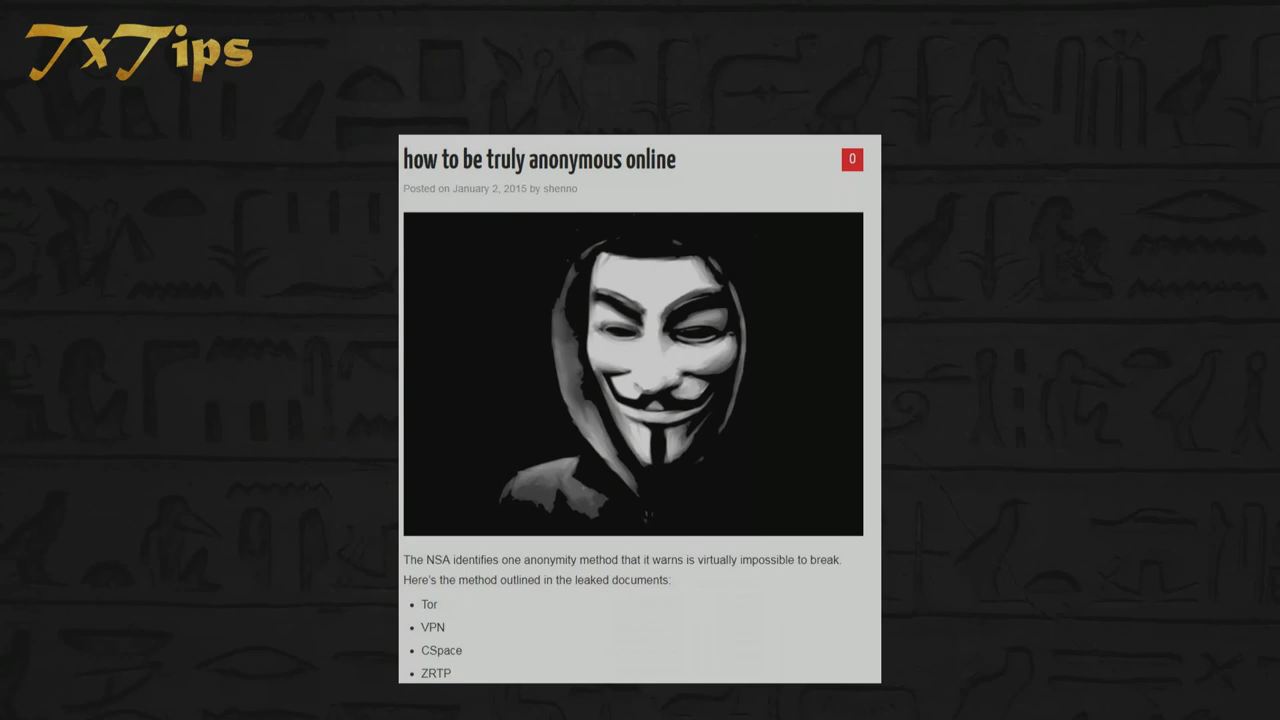 TxTips
how to be truly anonymous online
0
Posted on January 2, 2015 by shenno
The NSA identifies one anonymity method that it warns is virtually impossible to break.
Here's the method outlined in the leaked documents:
• Tor
• VPN
• CSpace
• ZRTP